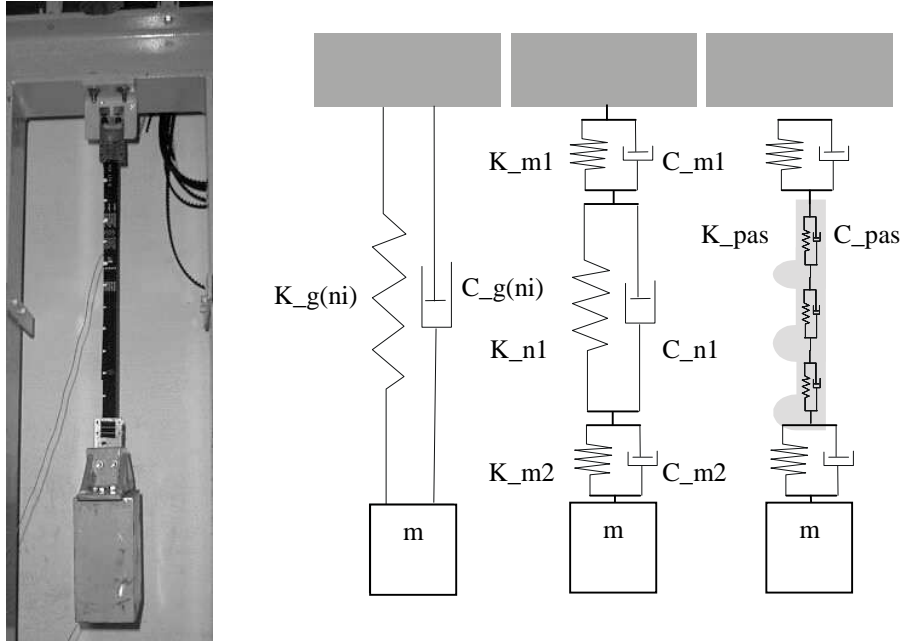 K_g(ni)
C_g(ni)
m
K_m1
C_m1
K_n1
C_n1
K_m2
C_m2
m
K_pas
C_pas
m